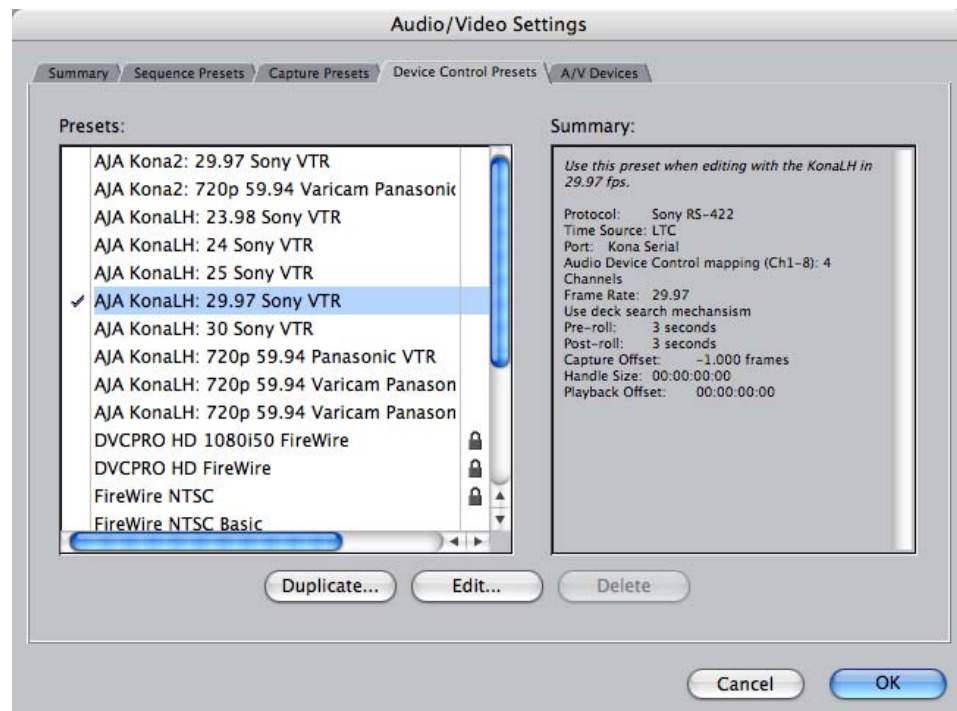 Audio/Video Settings
Summary
Sequence Presets
Capture Presets
Device Control Presets
A/V Devices
Presets:
AJA Kona2: 29.97 Sony VTR
AJA Kona2: 720p 59.94 Varicam Panasonic
AJA KonaLH: 23.98 Sony VTR
AJA KonaLH: 24 Sony VTR
AJA KonaLH: 25 Sony VTR
AJA KonaLH: 29.97 Sony VTR
AJA KonaLH: 30 Sony VTR
AJA KonaLH: 720p 59.94 Panasonic VTR
AJA KonaLH: 720p 59.94 Varicam Panason
AJA KonaLH: 720p 59.94 Varicam Panason
DVCPRO HD 1080i50 FireWire
DVCPRO HD FireWire
FireWire NTSC
FireWire NTSC Basic
Summary:
Use this preset when editing with the KonaLH in
29.97 fps.
Protocol: Sony RS-422
Time Source: LTC
Port: Kona Serial
Audio Device Control mapping (Ch1-8): 4
Channels
Frame Rate: 29.97
Use deck search mechansism
Pre-roll: 3 seconds
Post-roll: 3 seconds
Capture Offset: -1.000 frames
Handle Size: 00:00:00:00
Playback Offset: 00:00:00:00
Duplicate...
Edit...
Delete
Cancel
OK